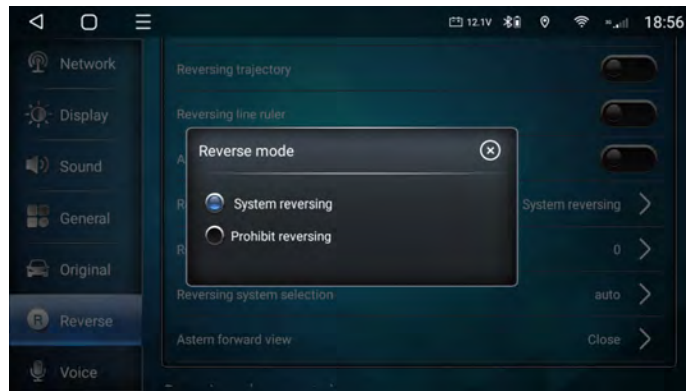 12.1V 18:56
Network
Display
Sound
General
Original
R Reverse
Voice
Reversing trajectory
Reversing line ruler
A
Reverse mode
System reversing
Prohibit reversing
R System reversing
R 0
Reversing system selection auto
Astern forward view Close